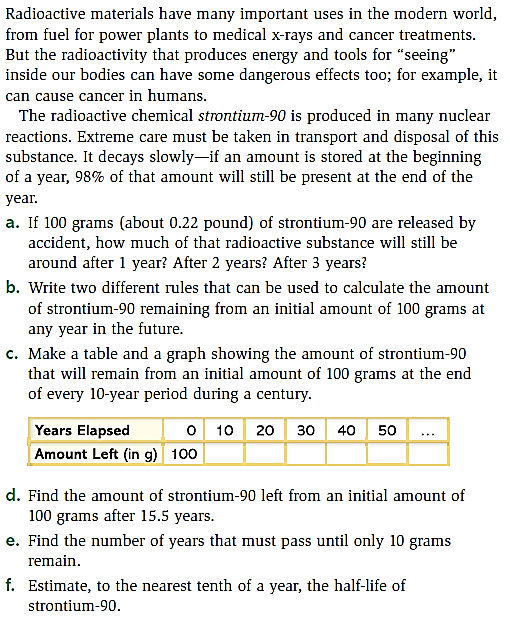 Radioactive materials have many important uses in the modern world,
from fuel for power plants to medical x-rays and cancer treatments.
But the radioactivity that produces energy and tools for “seeing”
inside our bodies can have some dangerous effects too; for example, it
can cause cancer in humans.
The radioactive chemical strontium-90 is produced in many nuclear
reactions. Extreme care must be taken in transport and disposal of this
substance. It decays slowly—if an amount is stored at the beginning
of a year, 98% of that amount will still be present at the end of the
year.
a. If 100 grams (about 0.22 pound) of strontium-90 are released by
accident, how much of that radioactive substance will still be
around after 1 year? After 2 years? After 3 years?
b. Write two different rules that can be used to calculate the amount
of strontium-90 remaining from an initial amount of 100 grams at
any year in the future.
c. Make a table and a graph showing the amount of strontium-90
that will remain from an initial amount of 100 grams at the end
of every 10-year period during a century.
Years Elapsed 0 10 20 30 40 50 ...
Amount Left (in g) 100
d. Find the amount of strontium-90 left from an initial amount of
100 grams after 15.5 years.
e. Find the number of years that must pass until only 10 grams
remain.
f. Estimate, to the nearest tenth of a year, the half-life of
strontium-90.